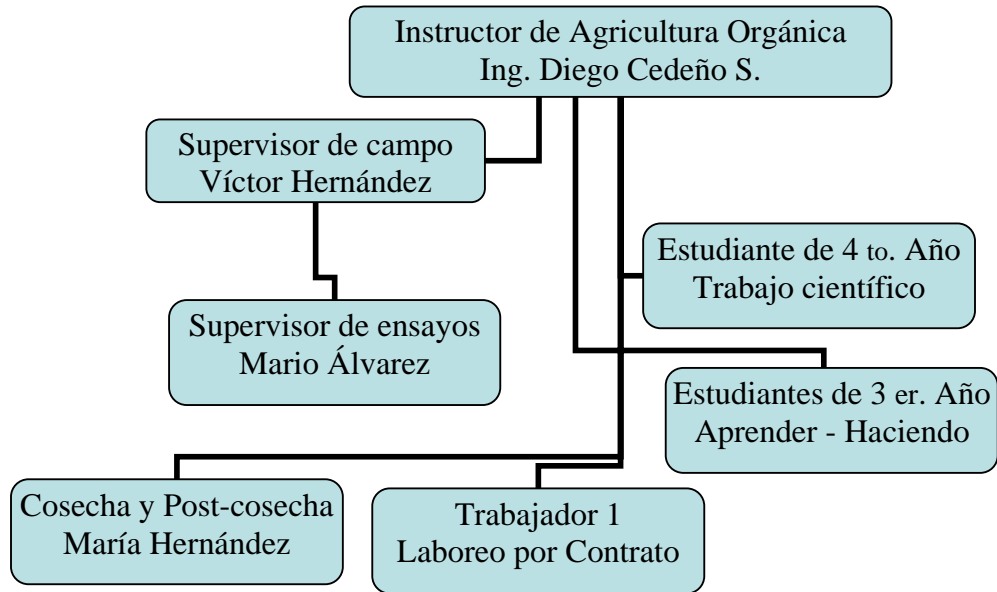 Instructor de Agricultura Orgánica
Ing. Diego Cedeño S.
Supervisor de campo
Víctor Hernández
Estudiante de 4 to. Año
Trabajo científico
Supervisor de ensayos
Mario Álvarez
Estudiantes de 3 er. Año
Aprender - Haciendo
Cosecha y Post-cosecha
María Hernández
Trabajador 1
Laboreo por Contrato